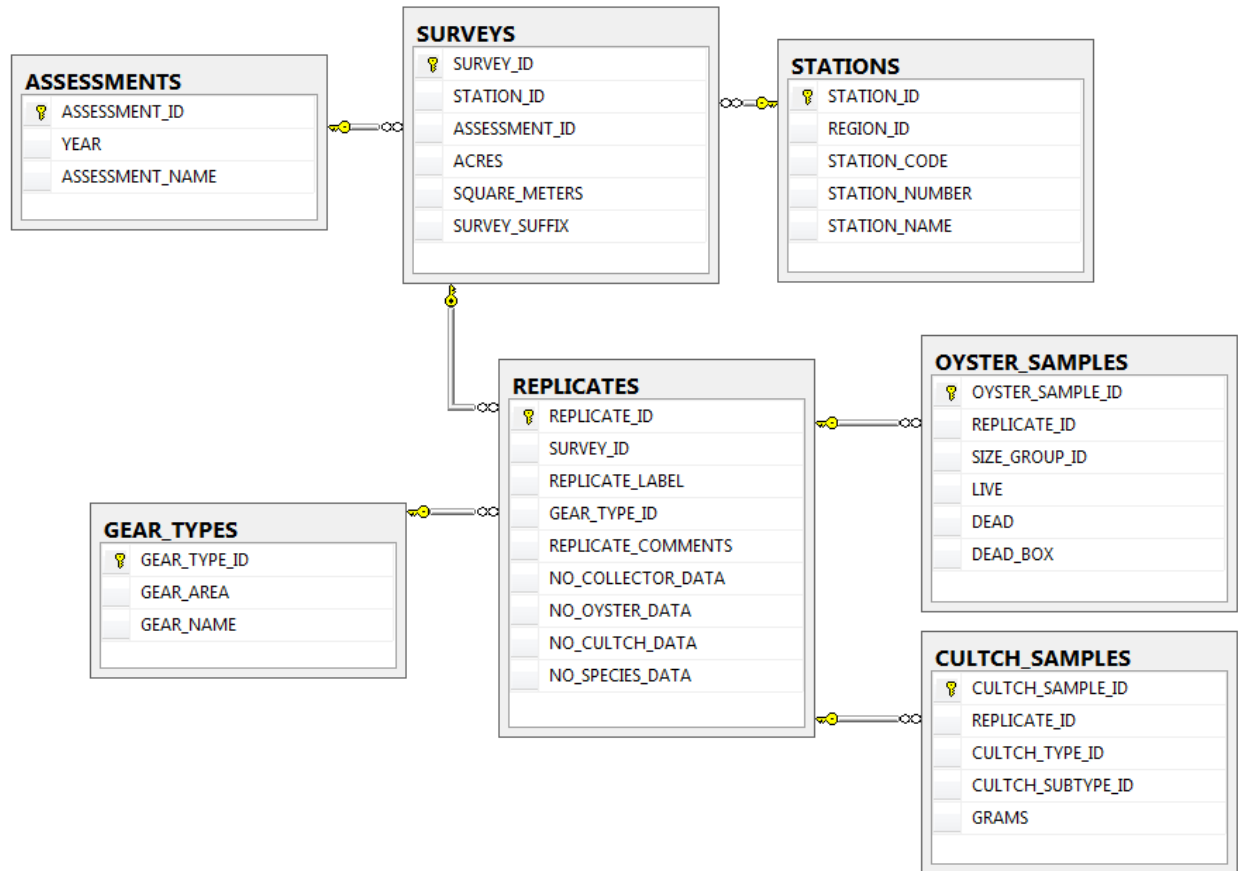 ASSESSMENTS
ASSESSMENT_ID
YEAR
ASSESSMENT_NAME
SURVEYS
SURVEY_ID
STATION_ID
ASSESSMENT_ID
ACRES
SQUARE_METERS
SURVEY_SUFFIX
STATIONS
STATION_ID
REGION_ID
STATION_CODE
STATION_NUMBER
STATION_NAME
GEAR_TYPES
GEAR_TYPE_ID
GEAR_AREA
GEAR_NAME
REPLICATES
REPLICATE_ID
SURVEY_ID
REPLICATE_LABEL
GEAR_TYPE_ID
REPLICATE_COMMENTS
NO_COLLECTOR_DATA
NO_OYSTER_DATA
NO_CULTCH_DATA
NO_SPECIES_DATA
OYSTER_SAMPLES
OYSTER_SAMPLE_ID
REPLICATE_ID
SIZE_GROUP_ID
LIVE
DEAD
DEAD_BOX
CULTCH_SAMPLES
CULTCH_SAMPLE_ID
REPLICATE_ID
CULTCH_TYPE_ID
CULTCH_SUBTYPE_ID
GRAMS